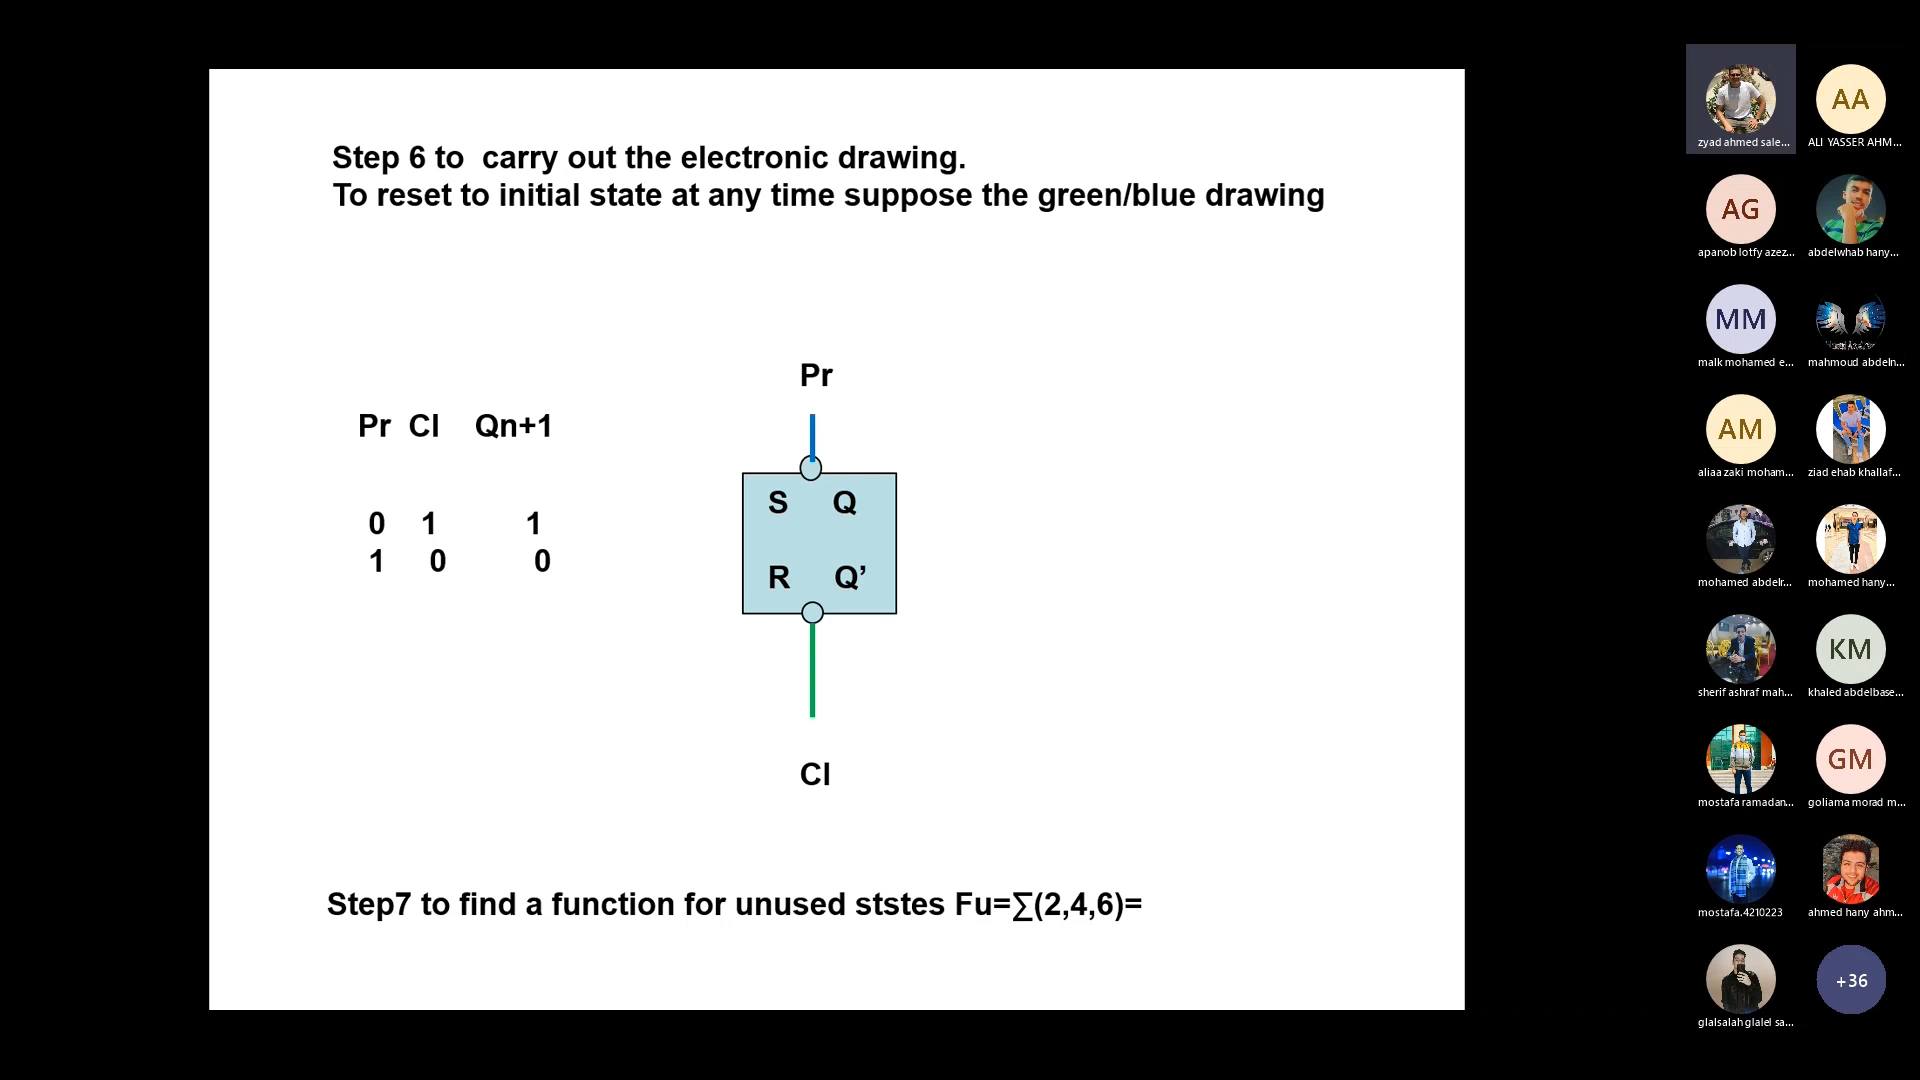 Step 6 to  carry out the electronic drawing.
To reset to initial state at any time suppose the green/blue drawing
Pr
Pr  Cl  Qn+1
0  1  1
1  0  0
S  Q
R  Q’
Cl
Step7 to find a function for unused ststes Fu=∑(2,4,6)=
zyad ahmed sale...
AA
ALI YASSER AHM...
AG
apanob lotfy azez...
abdelwhab hany...
MM
malk mohamed e...
mahmoud abdeln...
AM
aliaa zaki moham...
ziad ehab khallaf...
mohamed abdelr...
mohamed hany...
sherif ashraf mah...
KM
khaled abdelbase...
mostafa ramadan...
GM
goliama morad m...
mostafa.4210223
ahmed hany ahm...
glalsalah glalel sa...
+36